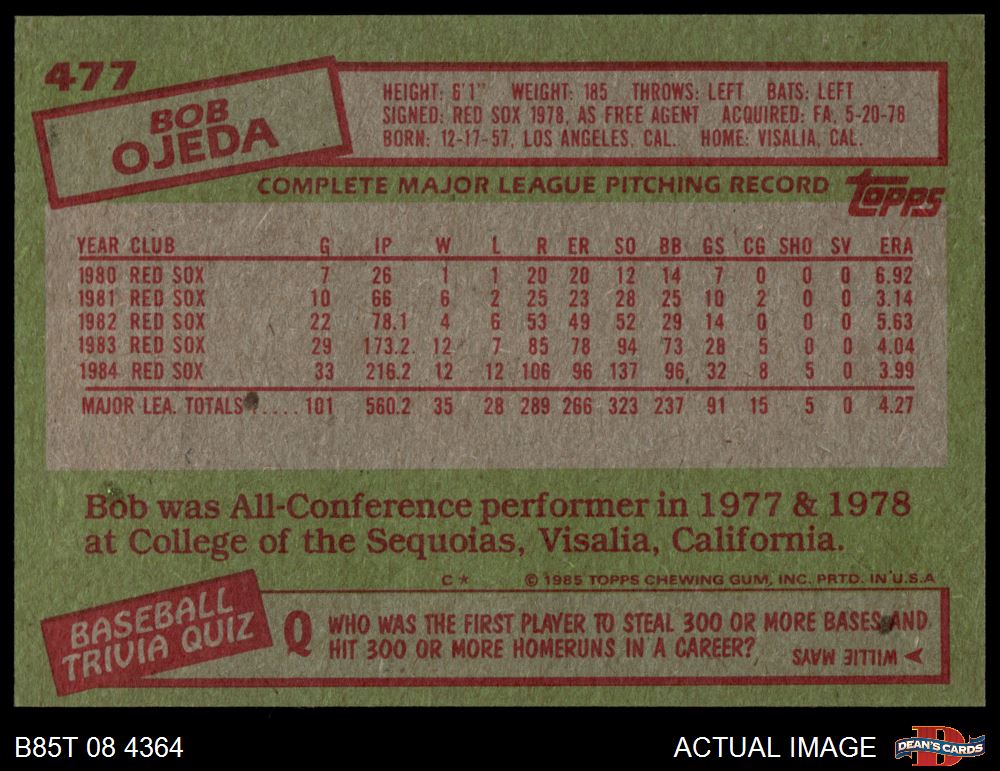 477
BOB
OJEDA
HEIGHT: 6'1" WEIGHT: 185 THROWS: LEFT BATS: LEFT
SIGNED: RED SOX 1978, AS FREE AGENT ACQUIRED: FA, 5-20-78
BORN: 12-17-57, LOS ANGELES, CAL. HOME: VISALIA, CAL.
COMPLETE MAJOR LEAGUE PITCHING RECORD
topps
YEAR CLUB G IP W L R ER SO BB GS CG SHO SV ERA
1980 RED SOX 7 26 1 1 20 20 12 14 7 0 0 0 6.92
1981 RED SOX 10 66 6 2 25 23 28 25 10 2 0 0 3.14
1982 RED SOX 22 78.1 4 6 53 49 52 29 14 0 0 0 5.63
1983 RED SOX 29 173.2 12 7 85 78 94 73 28 5 0 0 4.04
1984 RED SOX 33 216.2 12 12 106 96 137 96 32 8 5 0 3.99
MAJOR LEA. TOTALS ..... 101 560.2 35 28 289 266 323 237 91 15 5 0 4.27
Bob was All-Conference performer in 1977 & 1978
at College of the Sequoias, Visalia, California.
C* © 1985 TOPPS CHEWING GUM, INC. PRTD. IN U.S.A
BASEBALL
TRIVIA QUIZ
Q WHO WAS THE FIRST PLAYER TO STEAL 300 OR MORE BASES AND
HIT 300 OR MORE HOMERUNS IN A CAREER?
WILLIE MAYS
B85T 08 4364
ACTUAL IMAGE
DEAN'S CARDS